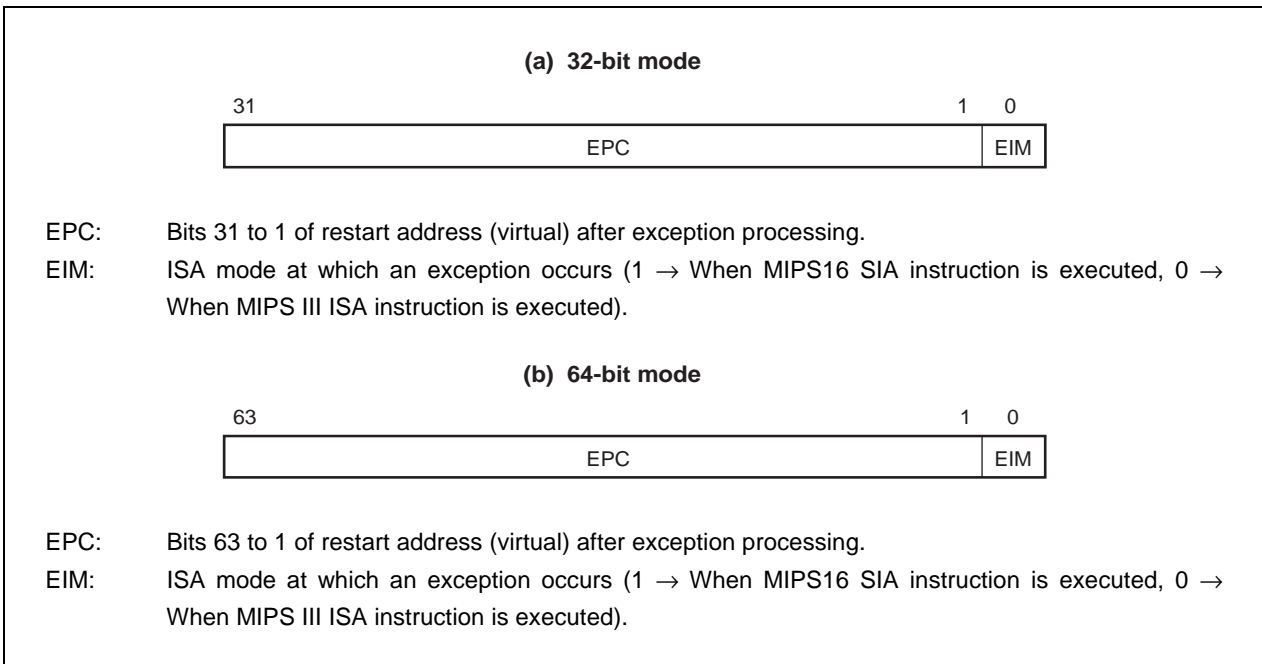 (a) 32-bit mode
31 1 0
EPC EIM
EPC: Bits 31 to 1 of restart address (virtual) after exception processing.
EIM: ISA mode at which an exception occurs (1 → When MIPS16 SIA instruction is executed, 0 →
When MIPS III ISA instruction is executed).
(b) 64-bit mode
63 1 0
EPC EIM
EPC: Bits 63 to 1 of restart address (virtual) after exception processing.
EIM: ISA mode at which an exception occurs (1 → When MIPS16 SIA instruction is executed, 0 →
When MIPS III ISA instruction is executed).